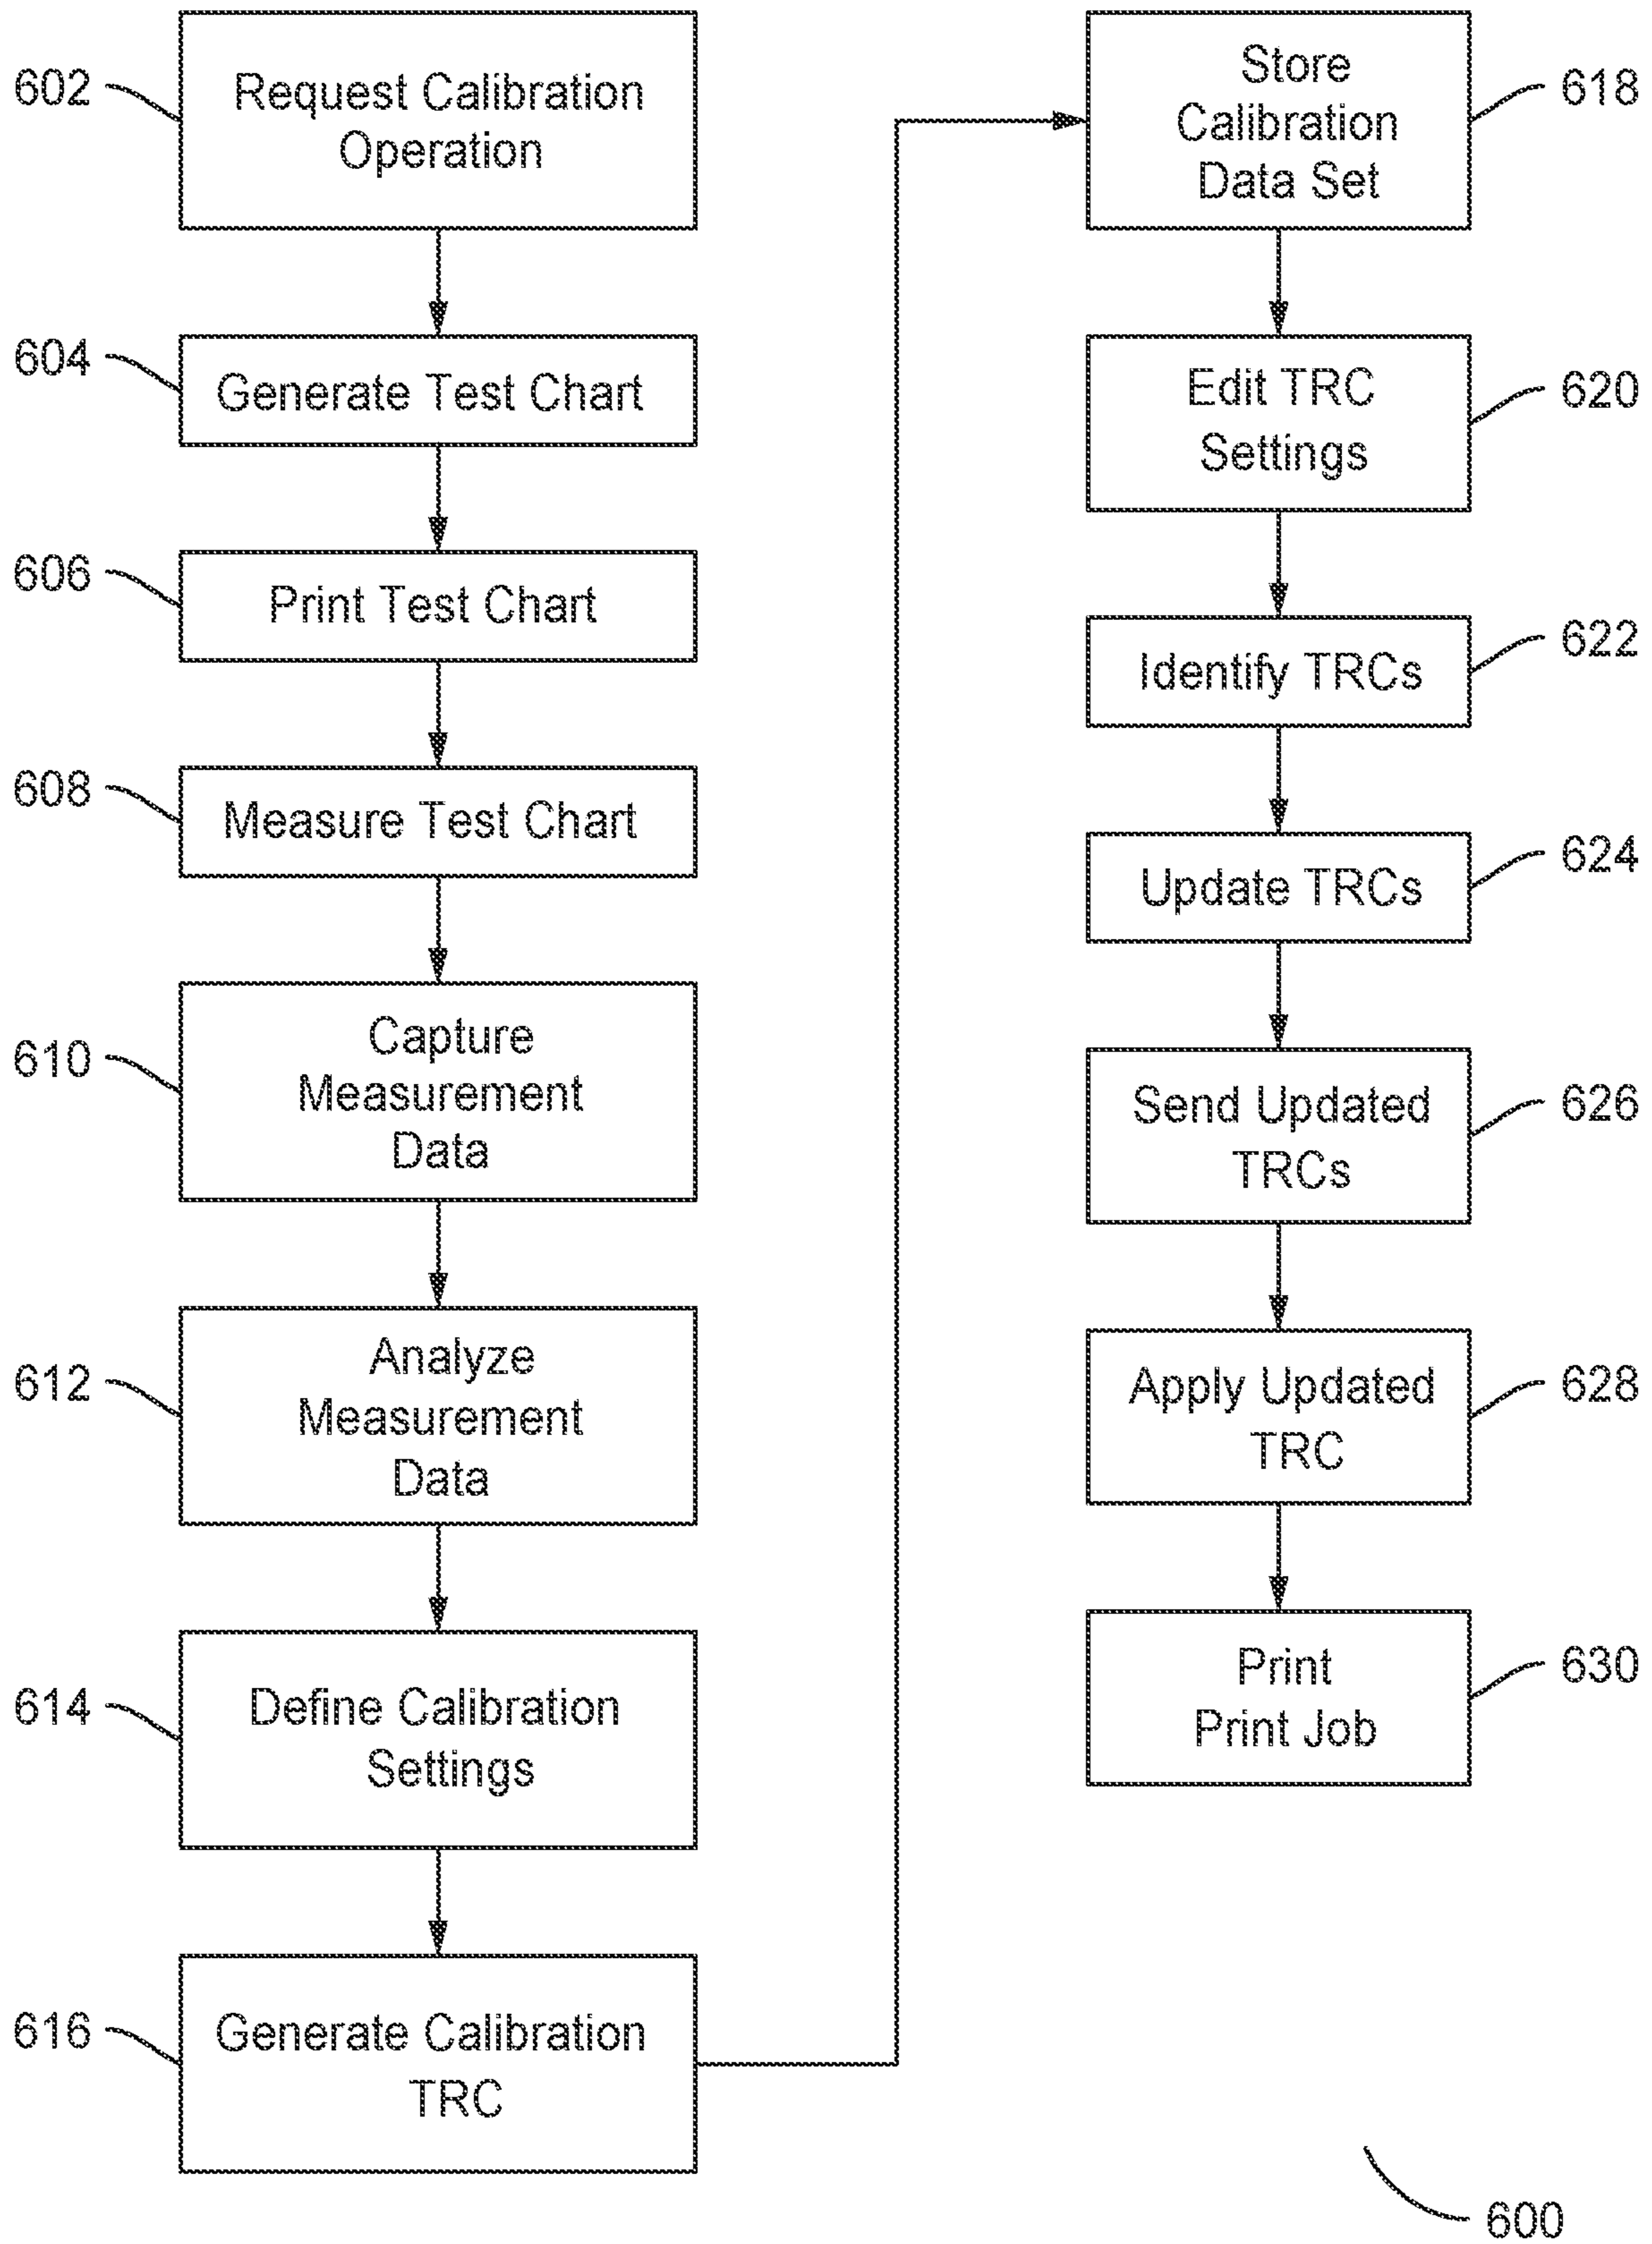 602
Request Calibration
Operation
604
Generate Test Chart
606
Print Test Chart
608
Measure Test Chart
610
Capture
Measurement
Data
612
Analyze
Measurement
Data
614
Define Calibration
Settings
616
Generate Calibration
TRC
Store
Calibration
Data Set
618
Edit TRC
Settings
620
Identify TRCs
622
Update TRCs
624
Send Updated
TRCs
626
Apply Updated
TRC
628
Print
Print Job
630
600